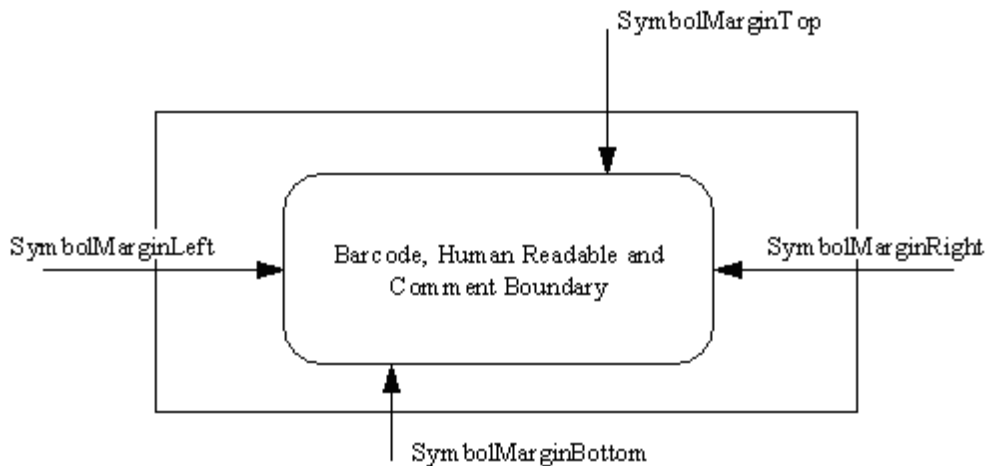 SymbolMarginTop
SymbolMarginLeft
Barcode, Human Readable and
Comment Boundary
SymbolMarginRight
SymbolMarginBottom